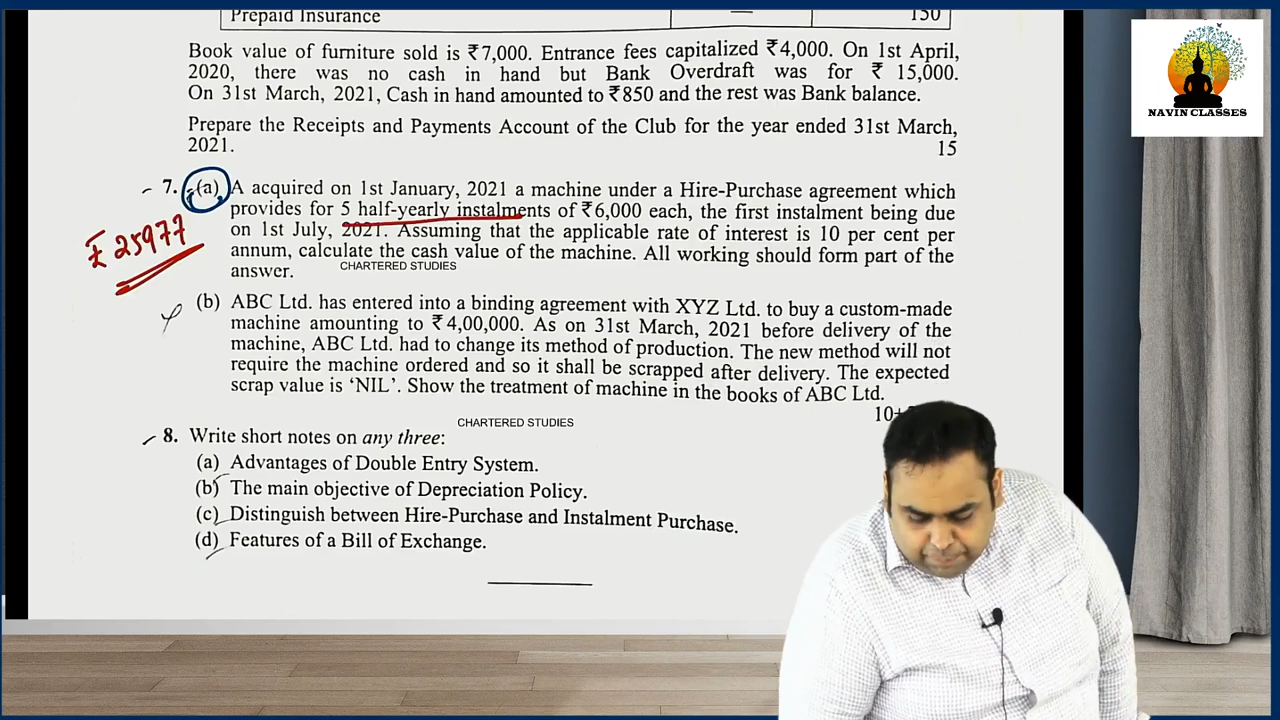 Prepaid Insurance — 150
NAVIN CLASSES
Book value of furniture sold is ₹7,000. Entrance fees capitalized ₹4,000. On 1st April,
2020, there was no cash in hand but Bank Overdraft was for ₹ 15,000.
On 31st March, 2021, Cash in hand amounted to ₹850 and the rest was Bank balance.
Prepare the Receipts and Payments Account of the Club for the year ended 31st March,
2021. 15
7. (a) A acquired on 1st January, 2021 a machine under a Hire-Purchase agreement which
provides for 5 half-yearly instalments of ₹6,000 each, the first instalment being due
on 1st July, 2021. Assuming that the applicable rate of interest is 10 per cent per
annum, calculate the cash value of the machine. All working should form part of the
answer.
₹25977
CHARTERED STUDIES
(b) ABC Ltd. has entered into a binding agreement with XYZ Ltd. to buy a custom-made
machine amounting to ₹4,00,000. As on 31st March, 2021 before delivery of the
machine, ABC Ltd. had to change its method of production. The new method will not
require the machine ordered and so it shall be scrapped after delivery. The expected
scrap value is ‘NIL’. Show the treatment of machine in the books of ABC Ltd.
10+
CHARTERED STUDIES
8. Write short notes on any three:
(a) Advantages of Double Entry System.
(b) The main objective of Depreciation Policy.
(c) Distinguish between Hire-Purchase and Instalment Purchase.
(d) Features of a Bill of Exchange.